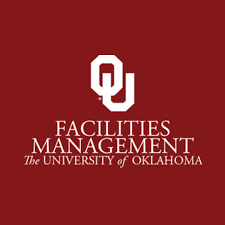 OU
FACILITIES
MANAGEMENT
The UNIVERSITY of OKLAHOMA